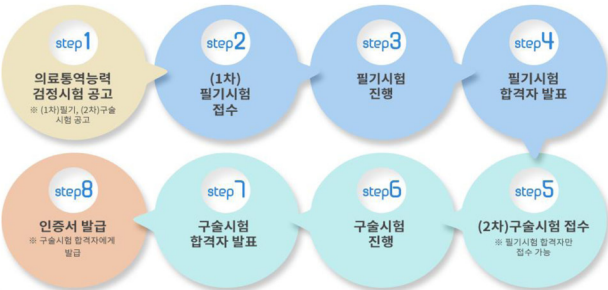 step1
의료통역능력
검정시험 공고
※ (1차)필기, (2차)구술
시험 공고
step2
(1차)
필기시험
접수
step3
필기시험
진행
step4
필기시험
합격자 발표
step5
(2차)구술시험 접수
※ 필기시험 합격자만
접수 가능
step6
구술시험
진행
step7
구술시험
합격자 발표
step8
인증서 발급
※ 구술시험 합격자에게
발급